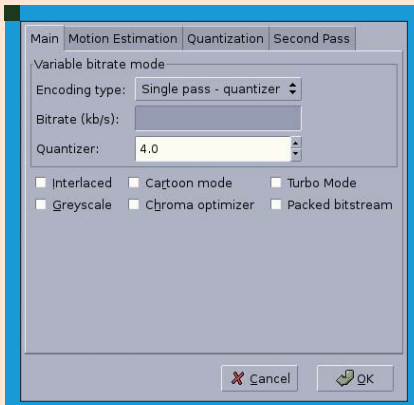 Main Motion Estimation Quantization Second Pass
Variable bitrate mode
Encoding type: Single pass - quantizer
Bitrate (kb/s):
Quantizer: 4.0
Interlaced Cartoon mode Turbo Mode
Greyscale Chroma optimizer Packed bitstream
Cancel OK